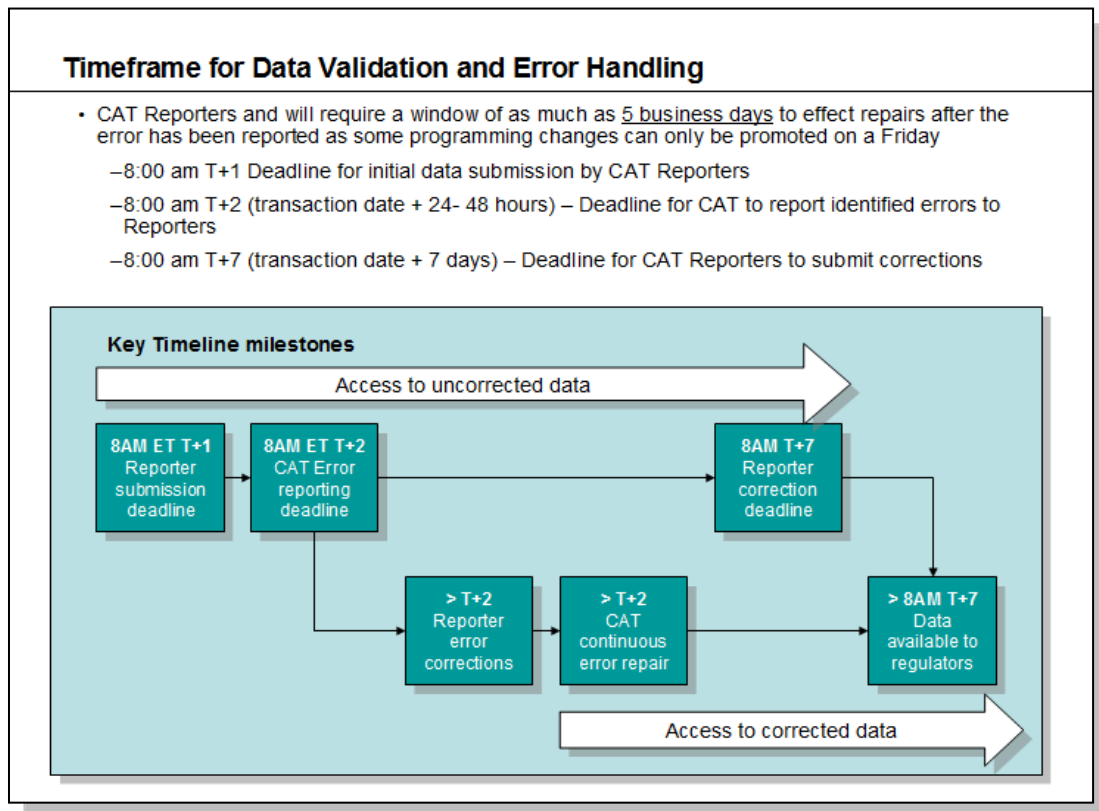 Timeframe for Data Validation and Error Handling
• CAT Reporters and will require a window of as much as 5 business days to effect repairs after the
error has been reported as some programming changes can only be promoted on a Friday
–8:00 am T+1 Deadline for initial data submission by CAT Reporters
–8:00 am T+2 (transaction date + 24- 48 hours) – Deadline for CAT to report identified errors to
Reporters
–8:00 am T+7 (transaction date + 7 days) – Deadline for CAT Reporters to submit corrections
Key Timeline milestones
Access to uncorrected data
8AM ET T+1
Reporter
submission
deadline
8AM ET T+2
CAT Error
reporting
deadline
8AM T+7
Reporter
correction
deadline
> T+2
Reporter
error
corrections
> T+2
CAT
continuous
error repair
> 8AM T+7
Data
available to
regulators
Access to corrected data